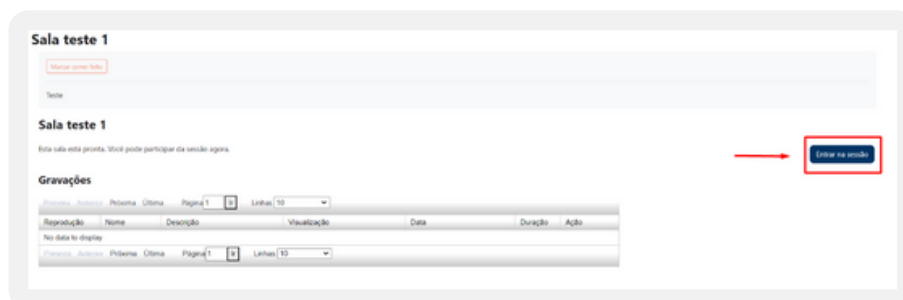 Sala teste 1
Marcar como feito
Teste
Sala teste 1
Esta sala está pronta. Você pode participar da sessão agora.
Entrar na sessão
Gravações
Primeira Anterior Próxima Última Página 1 Ir Linhas 10
Reprodução Nome Descrição Visualização Data Duração Ação
No data to display
Primeira Anterior Próxima Última Página 1 Ir Linhas 10